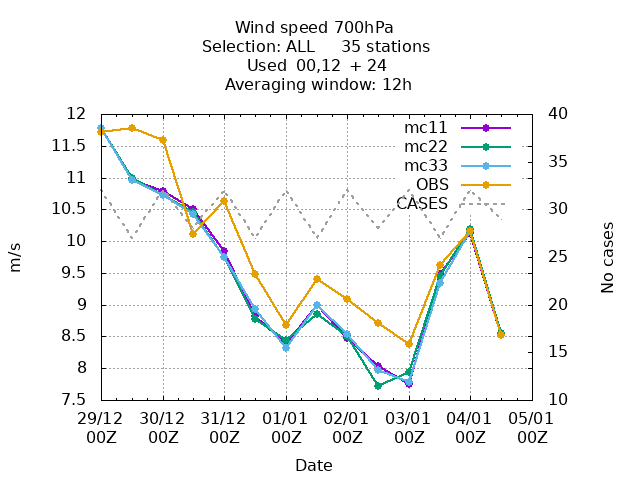 Wind speed 700hPa
Selection: ALL 35 stations
Used 00,12 + 24
Averaging window: 12h
12
11.5
11
10.5
10
9.5
9
8.5
8
7.5
m/s
40
35
30
25
20
15
10
No cases
mc11
mc22
mc33
OBS
CASES
29/12 30/12 31/12 01/01 02/01 03/01 04/01 05/01
00Z 00Z 00Z 00Z 00Z 00Z 00Z 00Z
Date